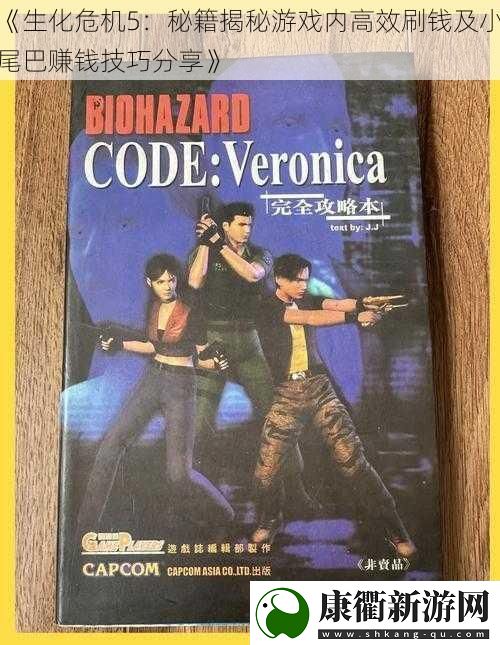 《生化危机5：秘籍揭秘游戏内高效刷钱及小
尾巴赚钱技巧分享》
BIOHAZARD
CODE:Veronica
完全攻略本
text by: J.J
GamePlayers 遊戲誌編輯部製作
CAPCOM CAPCOM ASIA CO.,LTD.出版
《非賣品》
康衢新游网
www.shkang-qu.com